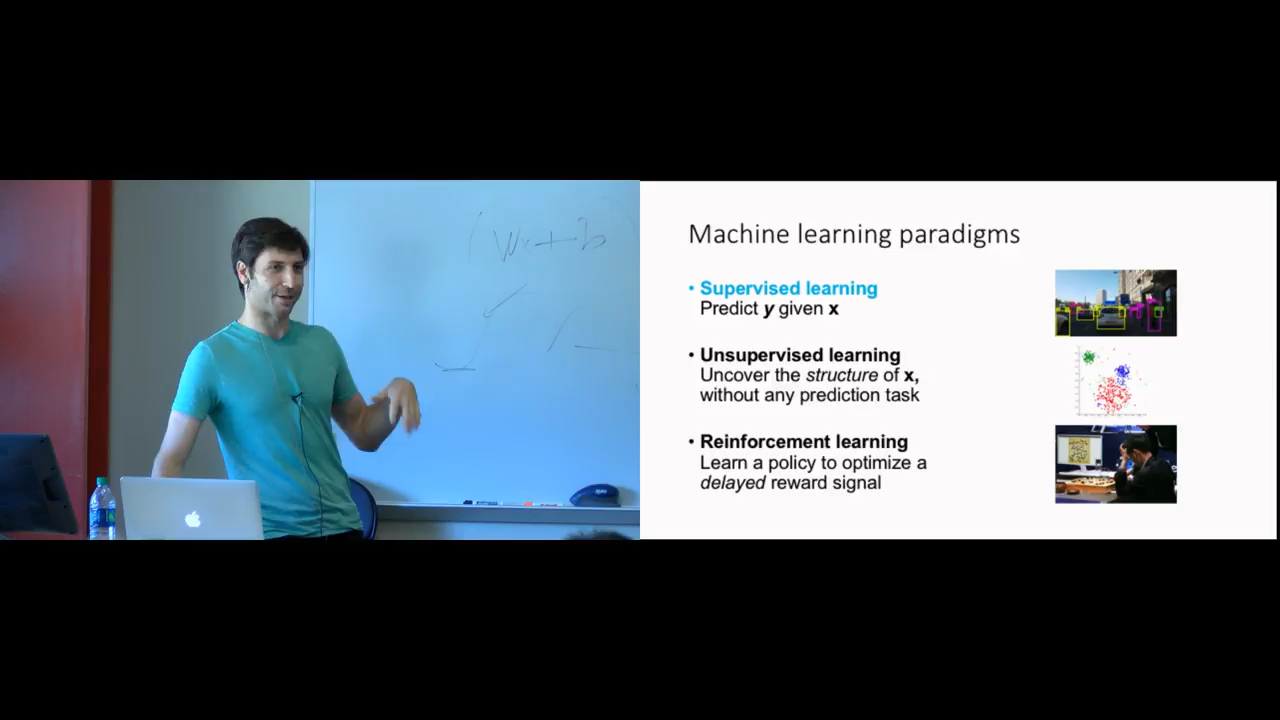 (Wx+b)
Machine learning paradigms
• Supervised learning
Predict y given x
• Unsupervised learning
Uncover the structure of x,
without any prediction task
• Reinforcement learning
Learn a policy to optimize a
delayed reward signal